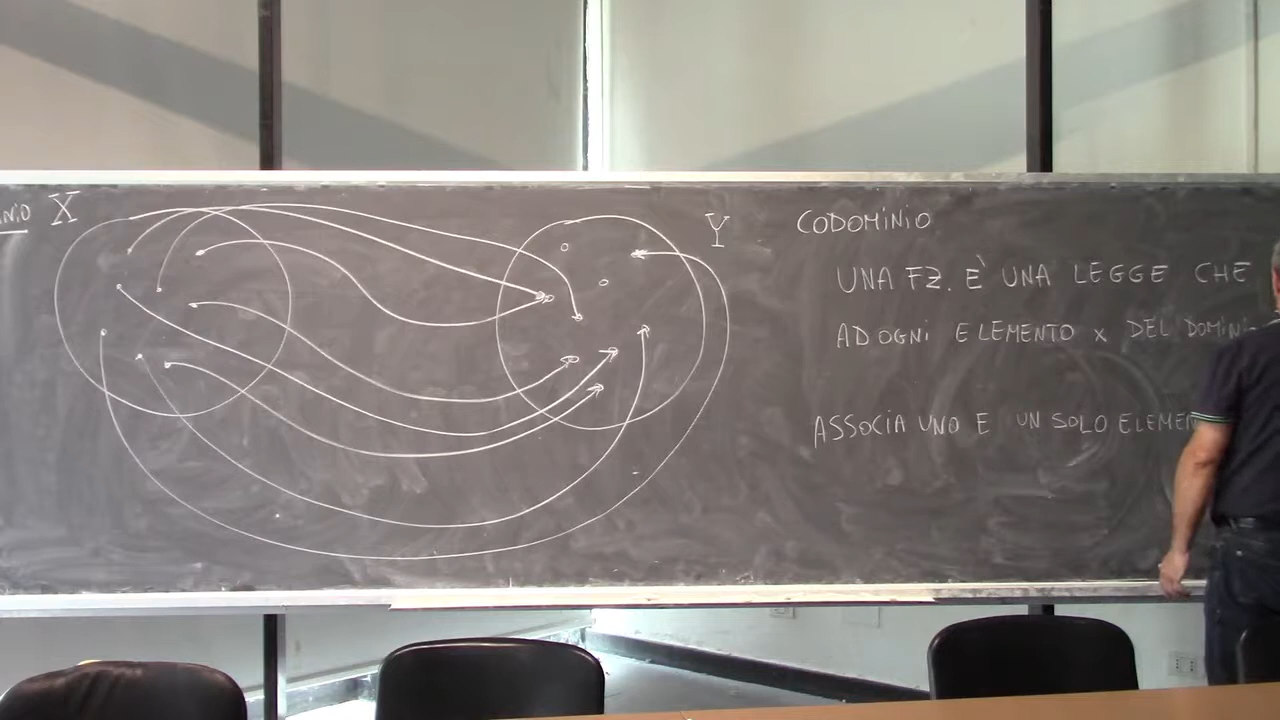 X
Y
CODOMINIO
UNA FZ. È UNA LEGGE CHE
AD OGNI ELEMENTO x DEL
ASSOCIA UNO E UN SOLO